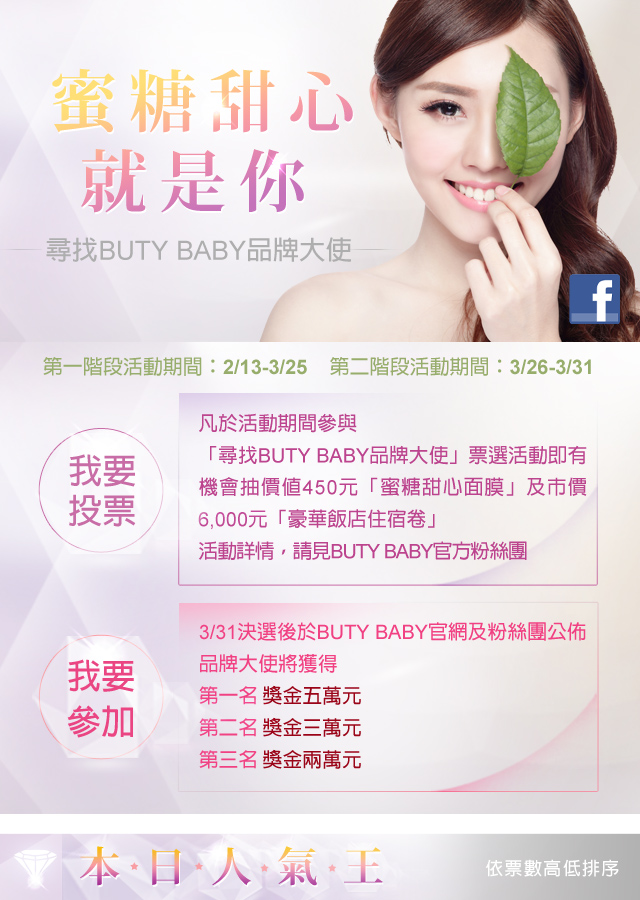 蜜糖甜心
就是你
尋找BUTY BABY品牌大使
f
第一階段活動期間：2/13-3/25 第二階段活動期間：3/26-3/31
我要
投票
凡於活動期間參與
「尋找BUTY BABY品牌大使」票選活動即有
機會抽價值450元「蜜糖甜心面膜」及市價
6,000元「豪華飯店住宿卷」
活動詳情，請見BUTY BABY官方粉絲團
我要
參加
3/31決選後於BUTY BABY官網及粉絲團公佈
品牌大使將獲得
第一名 獎金五萬元
第二名 獎金三萬元
第三名 獎金兩萬元
本★日★人★氣★王
依票數高低排序